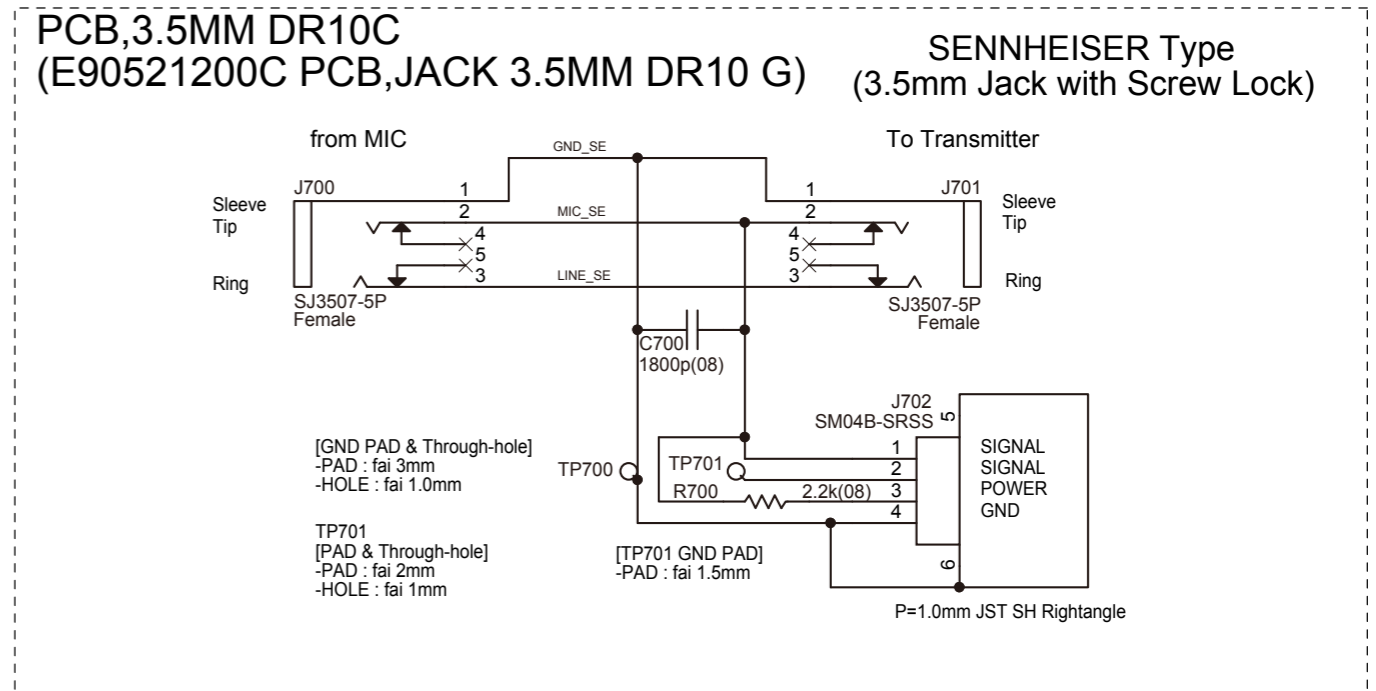 PCB,3.5MM DR10C
(E90521200C PCB,JACK 3.5MM DR10 G)
SENNHEISER Type
(3.5mm Jack with Screw Lock)
from MIC
To Transmitter
GND_SE
J700
1
1
J701
Sleeve
Sleeve
Tip
2
MIC_SE
2
Tip
4
4
5
5
Ring
3
LINE_SE
3
Ring
SJ3507-5P
Female
SJ3507-5P
Female
C700
1800p(08)
J702
SM04B-SRSS
5
[GND PAD & Through-hole]
-PAD : fai 3mm
-HOLE : fai 1.0mm
TP700
TP701
R700
2.2k(08)
1
SIGNAL
2
SIGNAL
3
POWER
4
GND
6
TP701
[PAD & Through-hole]
-PAD : fai 2mm
-HOLE : fai 1mm
[TP701 GND PAD]
-PAD : fai 1.5mm
P=1.0mm JST SH Rightangle